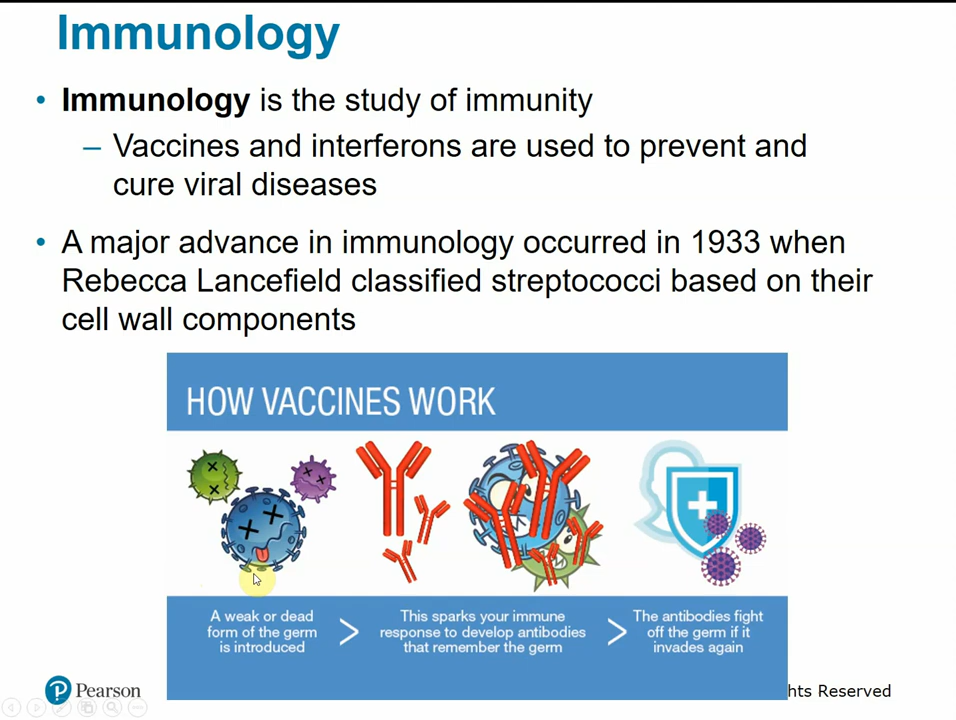 Immunology
• Immunology is the study of immunity
– Vaccines and interferons are used to prevent and
cure viral diseases
• A major advance in immunology occurred in 1933 when
Rebecca Lancefield classified streptococci based on their
cell wall components
HOW VACCINES WORK
A weak or dead
form of the germ
is introduced
>
This sparks your immune
response to develop antibodies
that remember the germ
>
The antibodies fight
off the germ if it
invades again
Pearson
hts Reserved